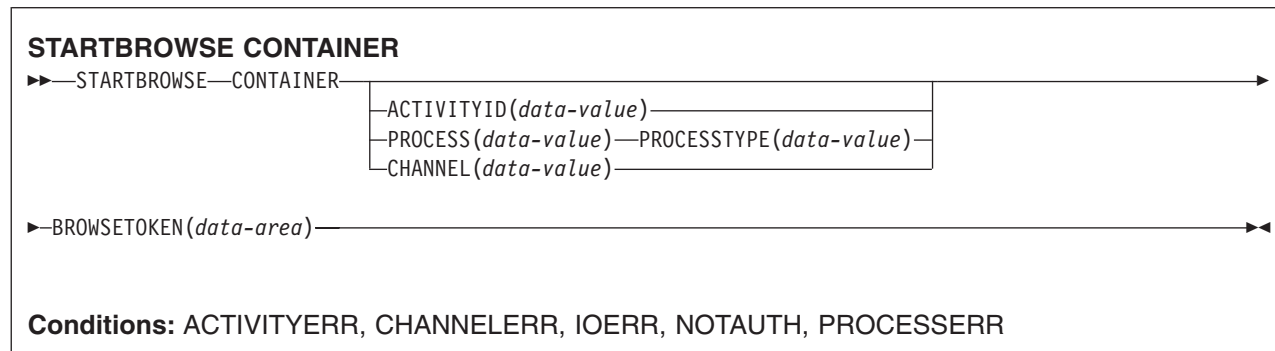 STARTBROWSE CONTAINER
STARTBROWSE CONTAINER
ACTIVITYID(data-value)
PROCESS(data-value) PROCESSTYPE(data-value)
CHANNEL(data-value)
BROWSETOKEN(data-area)
Conditions: ACTIVITYERR, CHANNELERR, IOERR, NOTAUTH, PROCESSERR